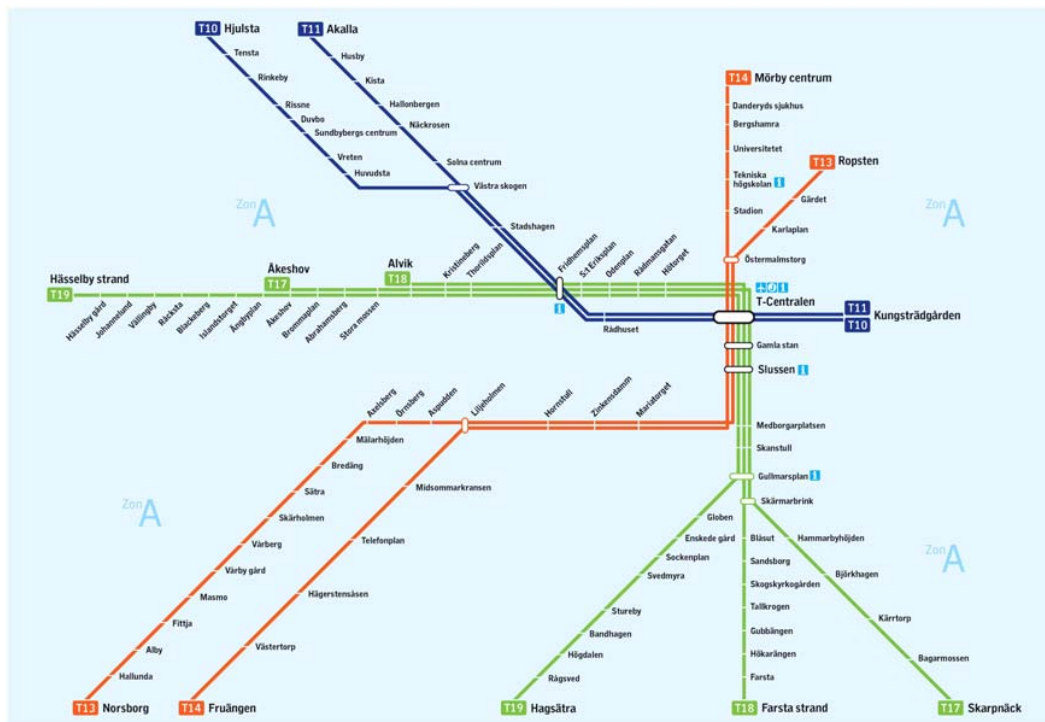 T10 Hjulsta
T11 Akalla
Tensta
Rinkeby
Rissne
Duvbo
Sundbybergs centrum
Vreten
Huvudsta
Husby
Kista
Hallonbergen
Näckrosen
Solna centrum
Västra skogen
Stadshagen
T14 Mörby centrum
Danderyds sjukhus
Bergshamra
Universitetet
Tekniska
högskolan
Stadion
T13 Ropsten
Gärdet
Karlaplan
Östermalmstorg
Zon A
Zon A
Hässelby strand
T19
Åkeshov
T17
Alvik
T18
Hässelby gård
Johannelund
Vällingby
Råcksta
Blackeberg
Islandstorget
Ängbyplan
Åkeshov
Brommaplan
Abrahamsberg
Stora mossen
Kristineberg
Thorildsplan
Fridhemsplan
S:t Eriksplan
Odenplan
Rådmansgatan
Hötorget
Rådhuset
T-Centralen
T11
T10
Kungsträdgården
Gamla stan
Slussen
Medborgarplatsen
Skanstull
Gullmarsplan
Skärmarbrink
Axelsberg
Örnsberg
Aspudden
Liljeholmen
Hornstull
Zinkensdamm
Mariatorget
Mälarhöjden
Bredäng
Sätra
Skärholmen
Vårberg
Vårby gård
Masmo
Fittja
Alby
Hallunda
T13 Norsborg
Midsommarkransen
Telefonplan
Hägerstensåsen
Västertorp
T14 Fruängen
Zon A
Zon A
Globen
Enskede gård
Sockenplan
Svedmyra
Stureby
Bandhagen
Högdalen
Rågsved
T19 Hagsätra
Blåsut
Sandsborg
Skogskyrkogården
Tallkrogen
Gubbängen
Hökarängen
Farsta
T18 Farsta strand
Hammarbyhöjden
Björkhagen
Kärrtorp
Bagarmossen
T17 Skarpnäck